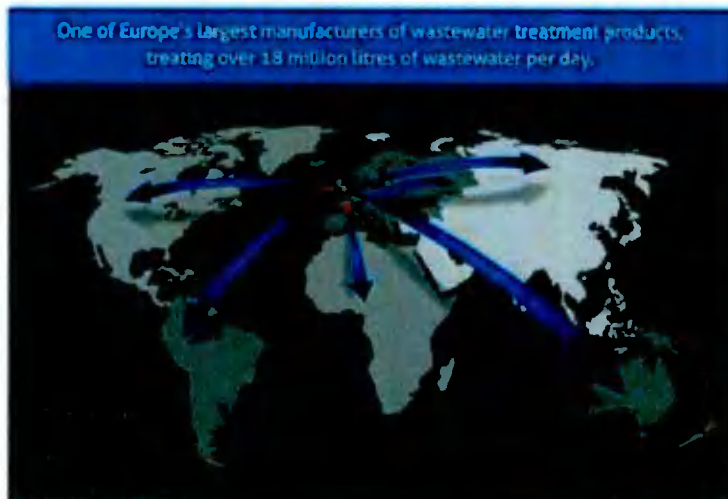 One of Europe's largest manufacturers of wastewater treatment products,
treating over 18 million litres of wastewater per day.